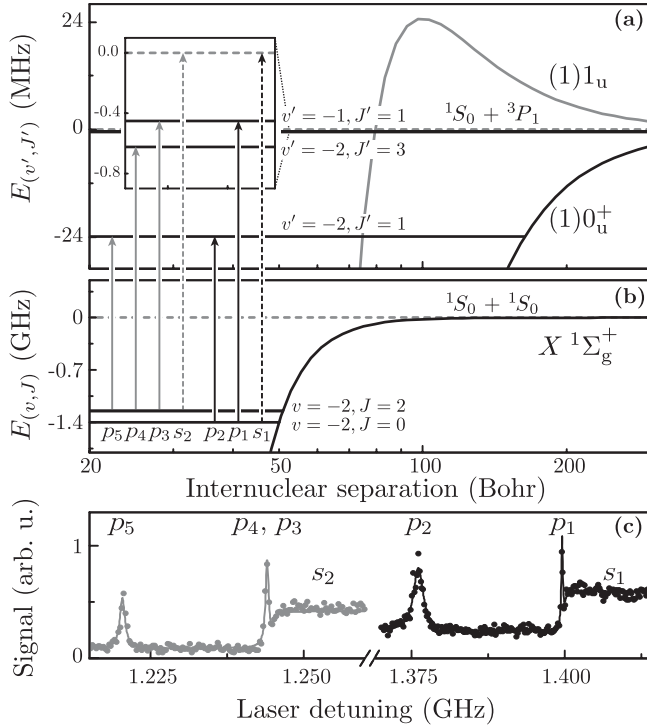 24
(a)
E(v′,J′) (MHz)
0.0
(1)1u
-0.4
v′ = −1, J′ = 1
¹S₀ + ³P₁
0
v′ = −2, J′ = 3
-0.8
(1)0u+
v′ = −2, J′ = 1
-24
(b)
E(v,J) (GHz)
0
¹S₀ + ¹S₀
-0.7
X ¹Σg+
v = −2, J = 2
-1.4
p5 p4 p3 s2 p2 p1 s1
v = −2, J = 0
20 50 100 200
Internuclear separation (Bohr)
p5 p4, p3 p2 p1 (c)
Signal (arb. u.)
1
s2 s1
0
1.225 1.250 1.375 1.400
Laser detuning (GHz)